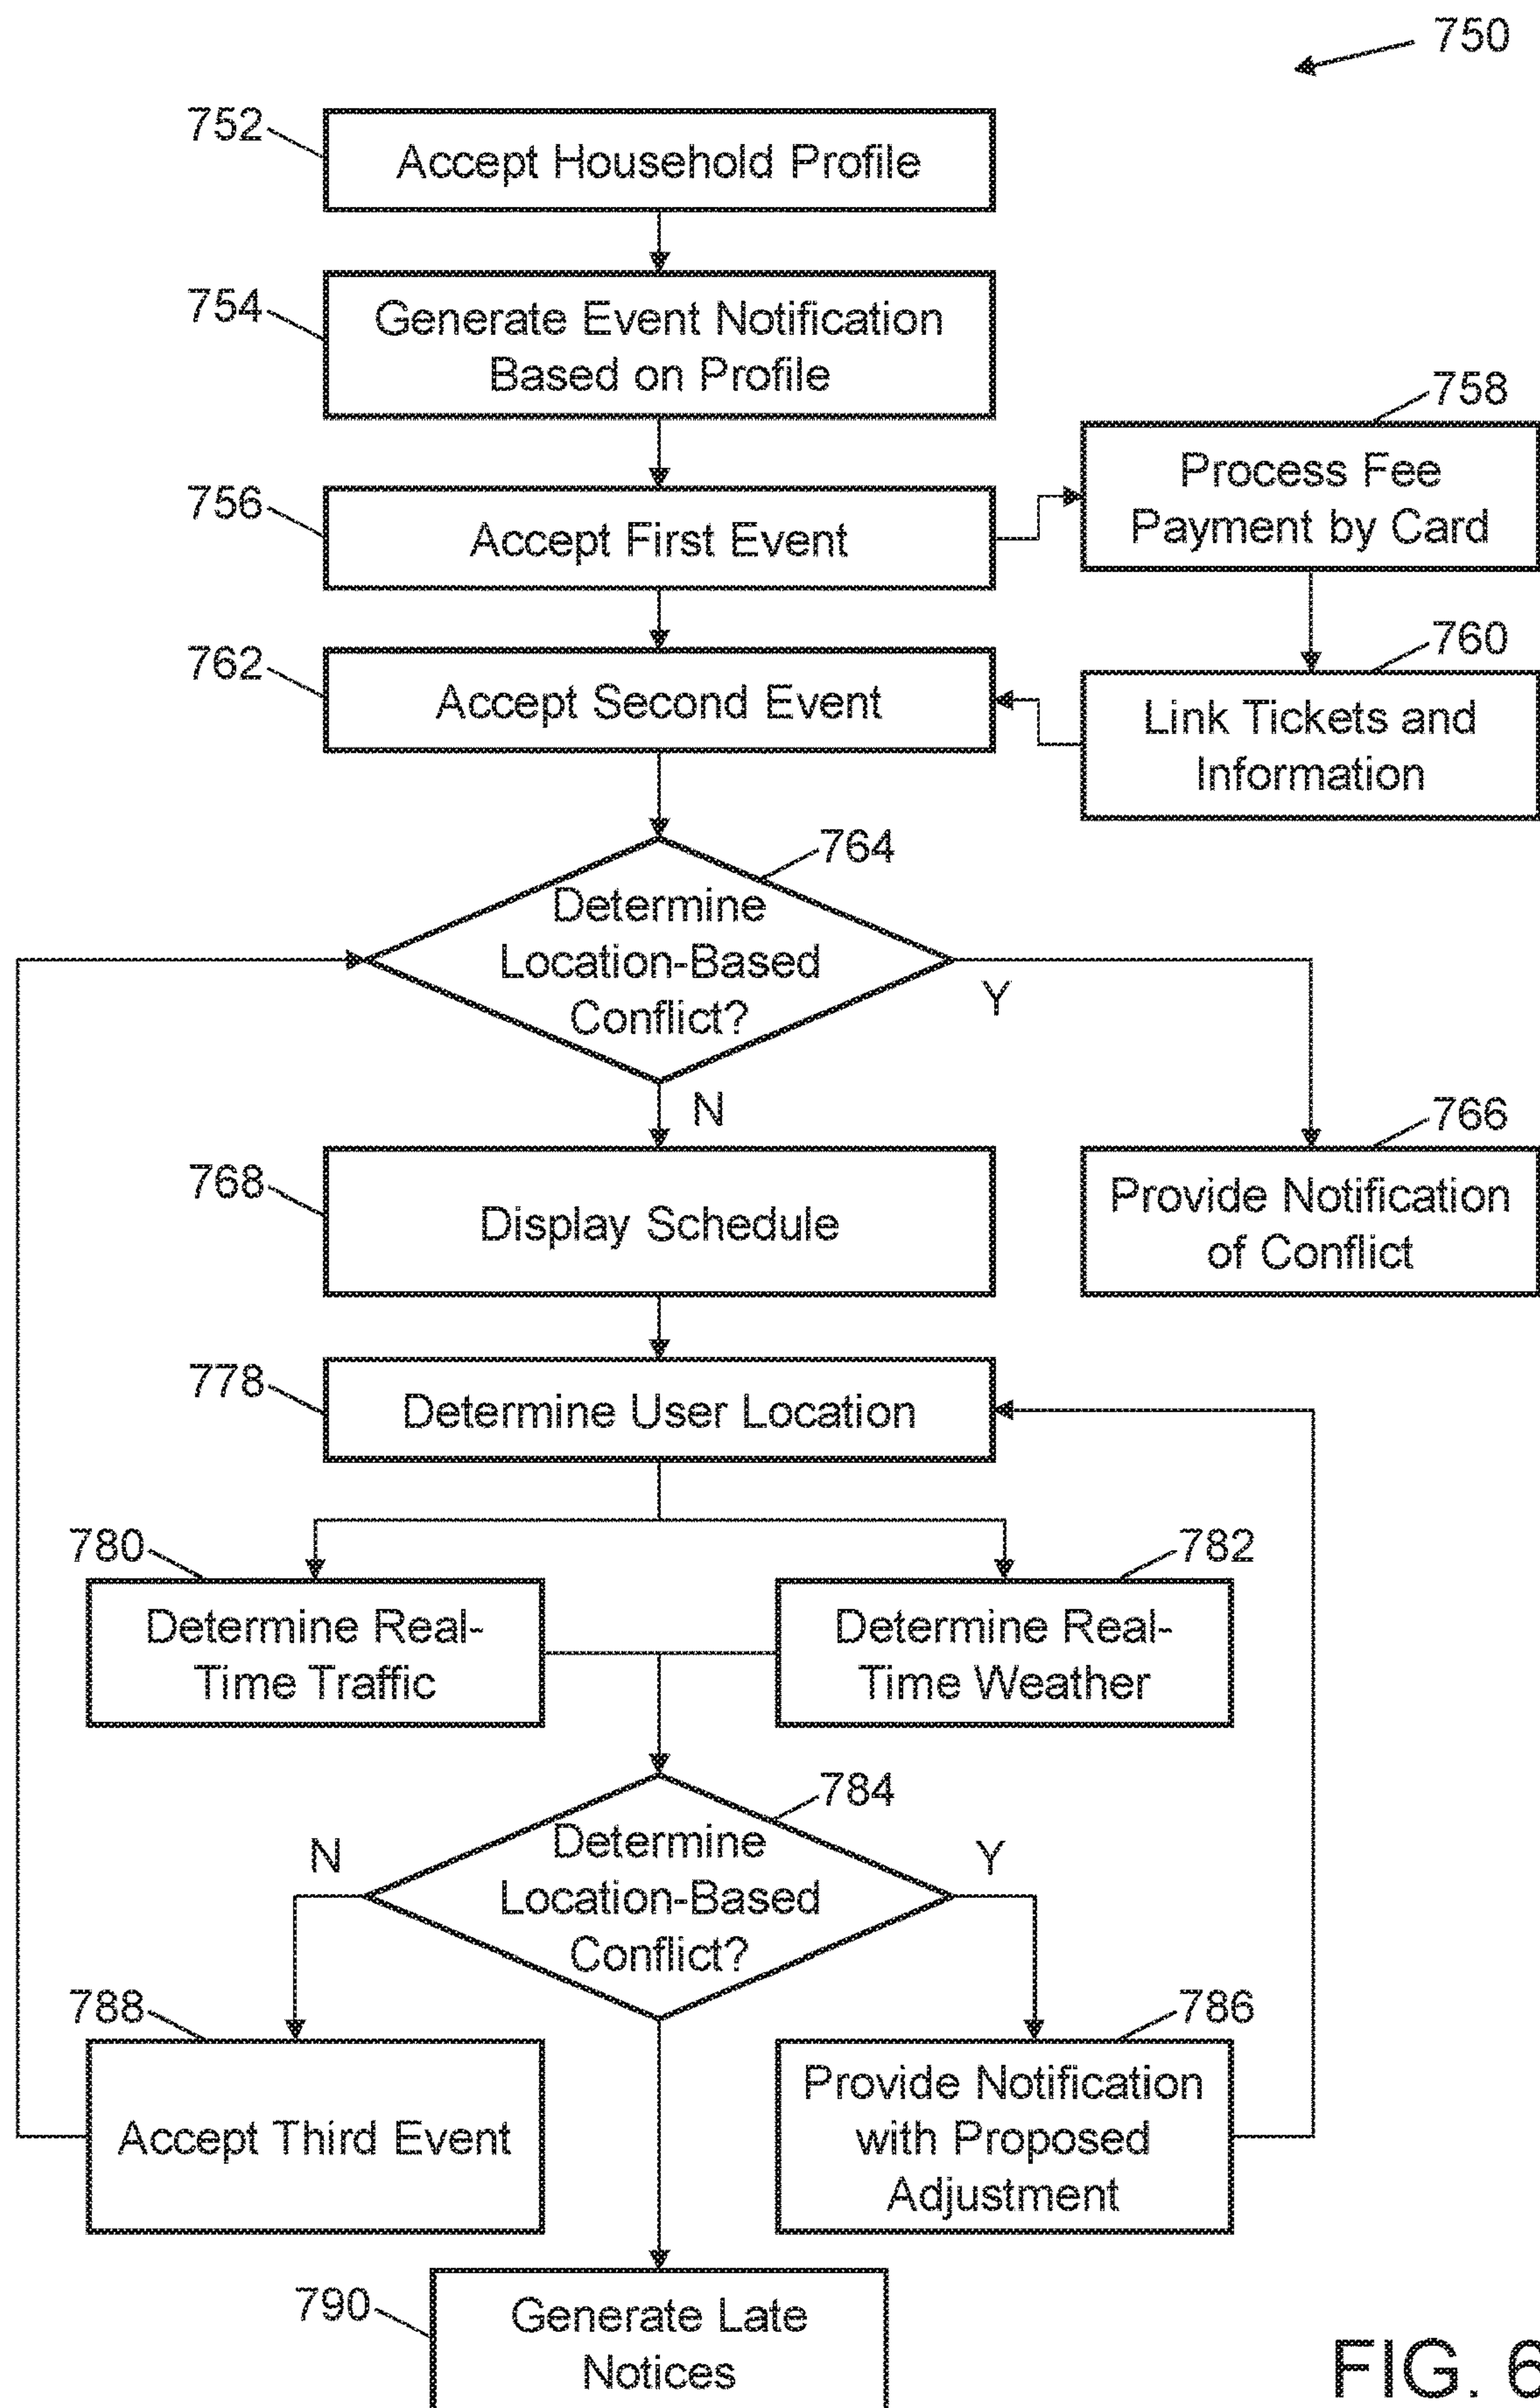 750
752
Accept Household Profile
754
Generate Event Notification
Based on Profile
758
Process Fee
Payment by Card
756
Accept First Event
760
Link Tickets and
Information
762
Accept Second Event
764
Determine
Location-Based
Conflict?
Y
N
766
Provide Notification
of Conflict
768
Display Schedule
778
Determine User Location
780
Determine Real-
Time Traffic
782
Determine Real-
Time Weather
784
Determine
Location-Based
Conflict?
N
Y
788
Accept Third Event
786
Provide Notification
with Proposed
Adjustment
790
Generate Late
Notices
FIG. 6